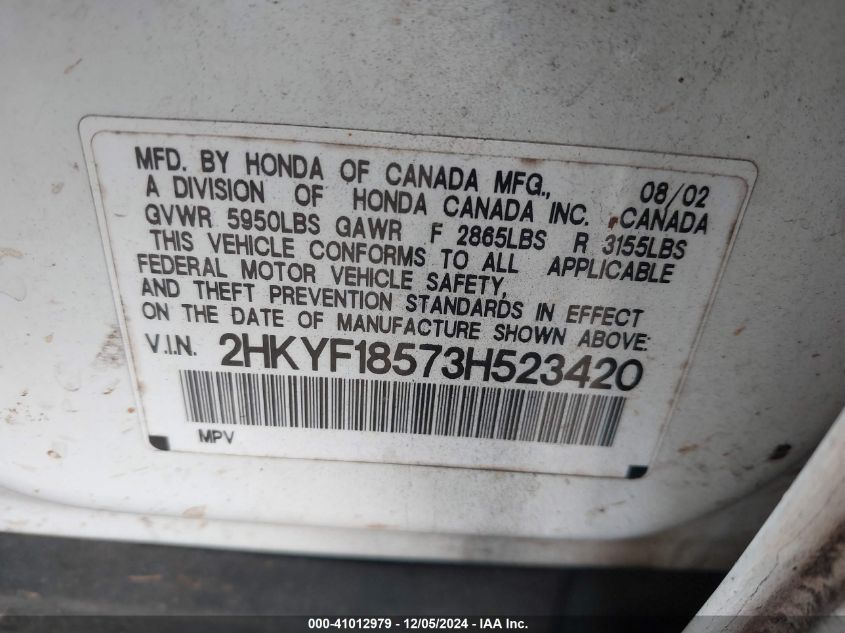 MFD. BY HONDA OF CANADA MFG., 08/02
A DIVISION OF HONDA CANADA INC. CANADA
GVWR 5950LBS GAWR F 2865LBS R 3155LBS
THIS VEHICLE CONFORMS TO ALL APPLICABLE
FEDERAL MOTOR VEHICLE SAFETY,
AND THEFT PREVENTION STANDARDS IN EFFECT
ON THE DATE OF MANUFACTURE SHOWN ABOVE.
V.I.N. 2HKYF18573H523420
MPV
000-41012979 - 12/05/2024 - IAA Inc.